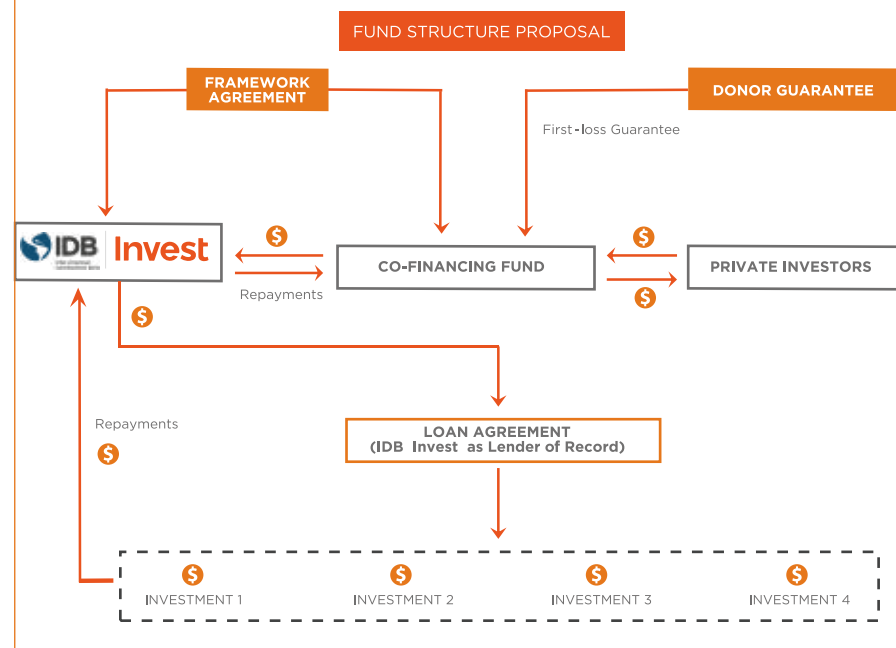 FUND STRUCTURE PROPOSAL
FRAMEWORK
AGREEMENT
DONOR GUARANTEE
First-loss Guarantee
IDB Invest
$
$
CO-FINANCING FUND
PRIVATE INVESTORS
Repayments
$
$
Repayments
$
LOAN AGREEMENT
(IDB Invest as Lender of Record)
$ $ $ $
INVESTMENT 1 INVESTMENT 2 INVESTMENT 3 INVESTMENT 4